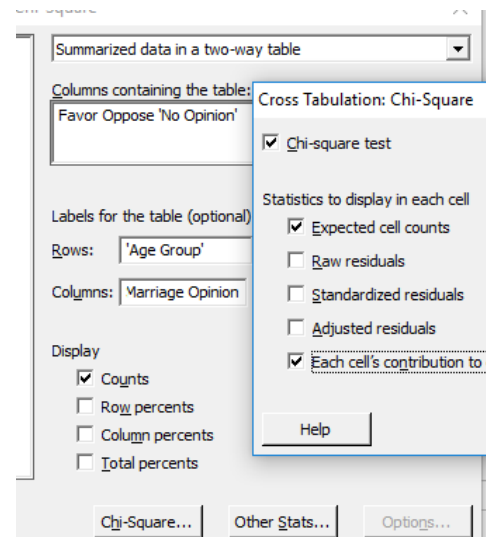 Summarized data in a two-way table
Columns containing the table:
Favor Oppose 'No Opinion'
Labels for the table (optional)
Rows: 'Age Group'
Columns: Marriage Opinion
Display
Counts
Row percents
Column percents
Total percents
Chi-Square... Other Stats... Options...
Cross Tabulation: Chi-Square
Chi-square test
Statistics to display in each cell
Expected cell counts
Raw residuals
Standardized residuals
Adjusted residuals
Each cell's contribution to
Help